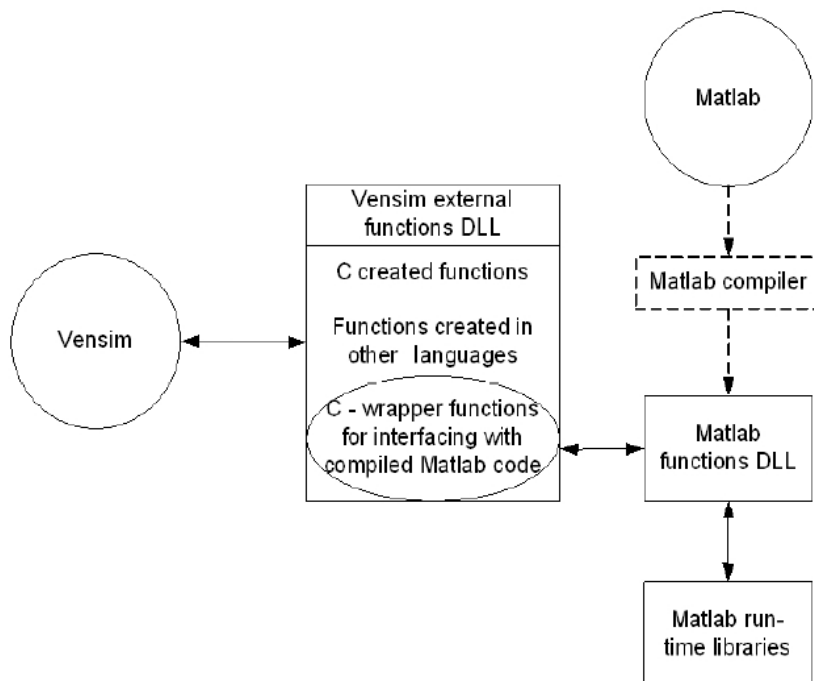 Matlab
Vensim external
functions DLL
C created functions
Functions created in
other languages
C - wrapper functions
for interfacing with
compiled Matlab code
Vensim
Matlab compiler
Matlab
functions DLL
Matlab run-
time libraries